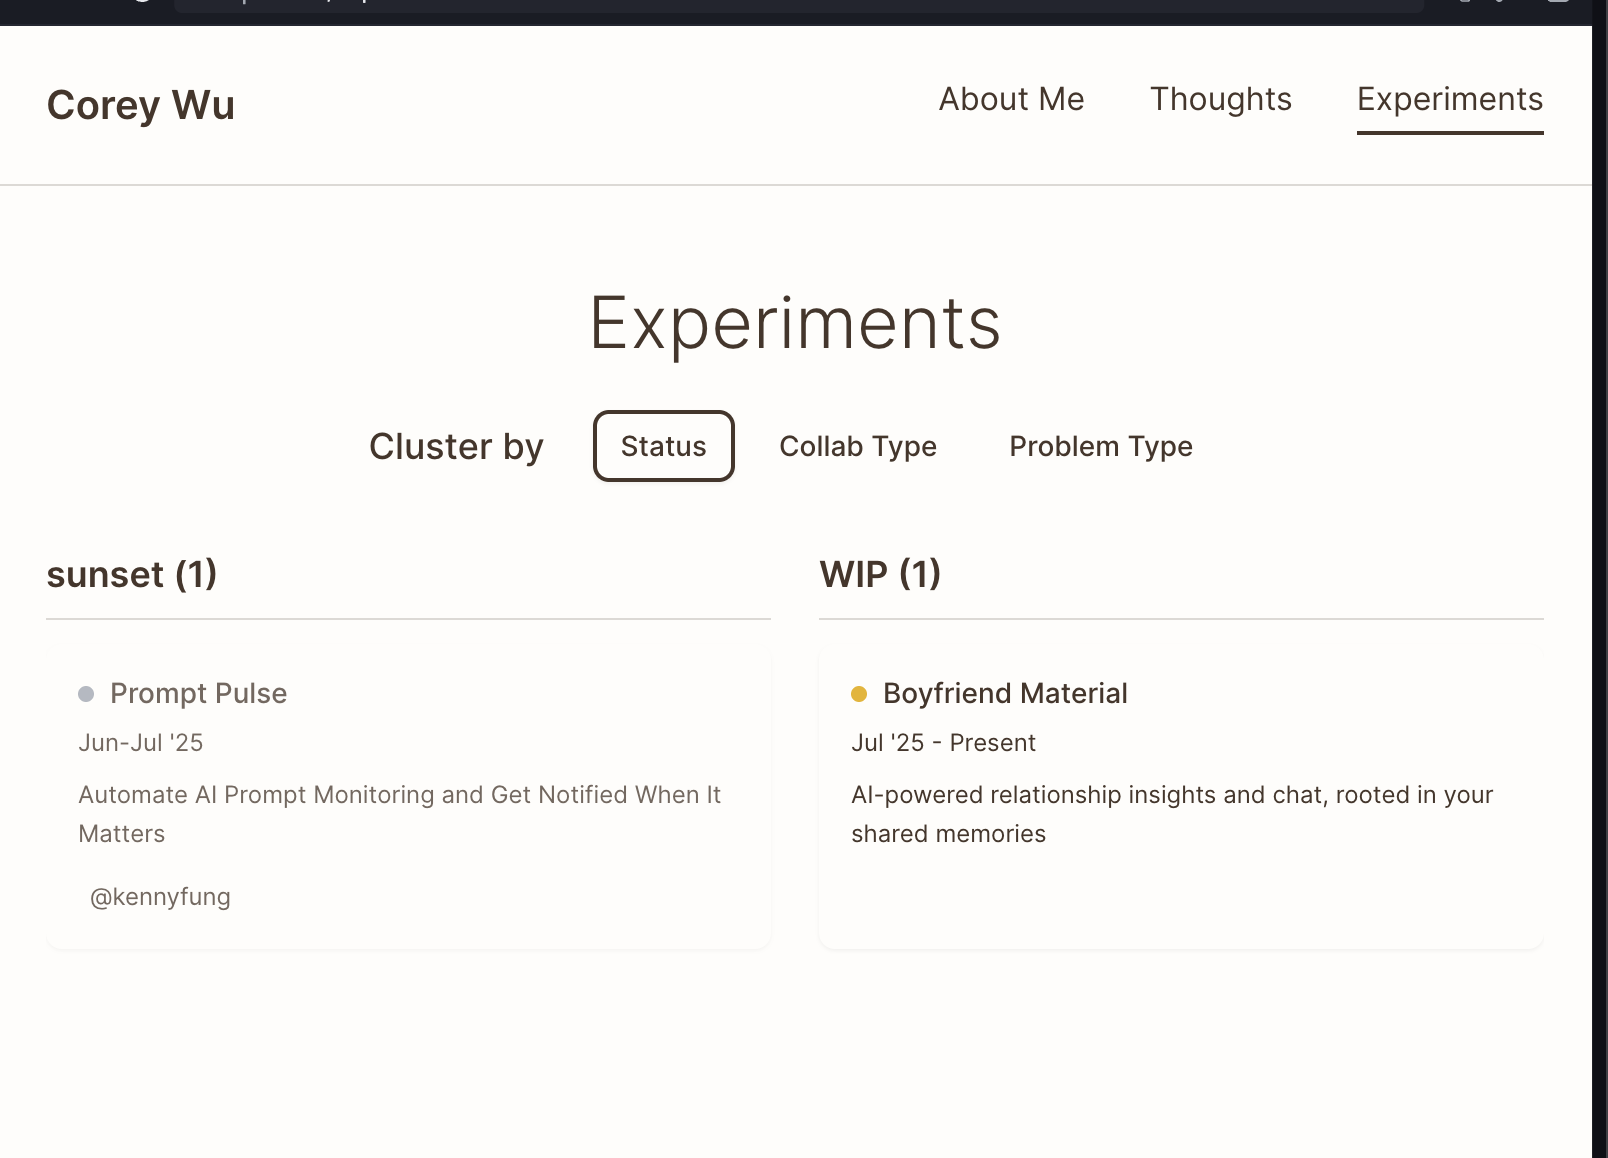 Corey Wu
About Me
Thoughts
Experiments
Experiments
Cluster by
Status
Collab Type
Problem Type
sunset (1)
Prompt Pulse
Jun-Jul '25
Automate AI Prompt Monitoring and Get Notified When It
Matters
@kennyfung
WIP (1)
Boyfriend Material
Jul '25 - Present
AI-powered relationship insights and chat, rooted in your
shared memories